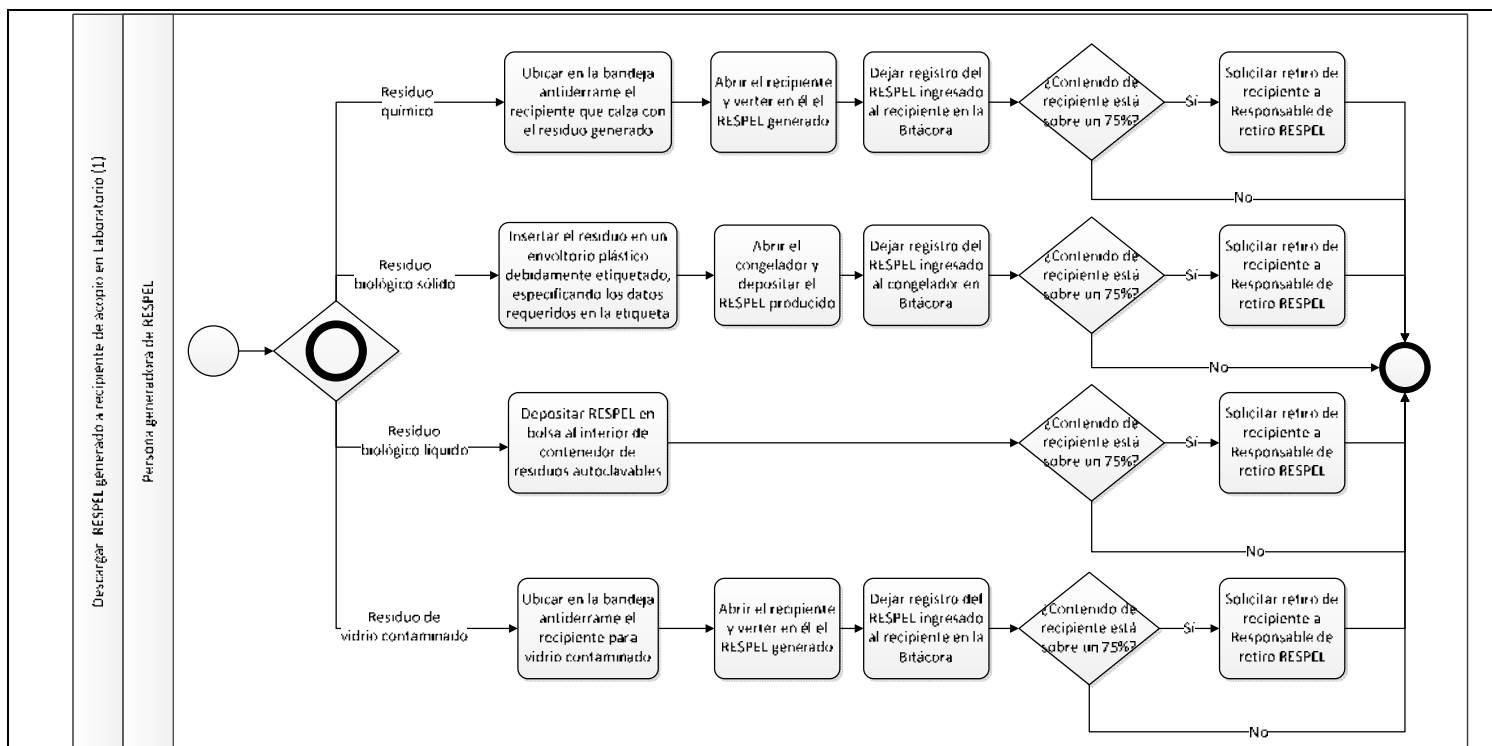 Descargar RESPEL generado a recipiente de acopio en Laboratorio (1)
Persona generadora de RESPEL
Residuo
químico
Ubicar en la bandeja
antiderrame el
recipiente que calza con
el residuo generado
Abrir el recipiente
y verter en él el
RESPEL generado
Dejar registro del
RESPEL ingresado
al recipiente en la
Bitácora
¿Contenido de
recipiente está
sobre un 75%?
Sí
Solicitar retiro de
recipiente a
Responsable de
retiro RESPEL
No
Residuo
biológico sólido
Insertar el residuo en un
envoltorio plástico
debidamente etiquetado,
especificando los datos
requeridos en la etiqueta
Abrir el
congelador y
depositar el
RESPEL producido
Dejar registro del
RESPEL ingresado
al congelador en
Bitácora
¿Contenido de
recipiente está
sobre un 75%?
Sí
Solicitar retiro de
recipiente a
Responsable de
retiro RESPEL
No
Residuo
biológico líquido
Depositar RESPEL en
bolsa al interior de
contenedor de
residuos autoclavables
¿Contenido de
recipiente está
sobre un 75%?
Sí
Solicitar retiro de
recipiente a
Responsable de
retiro RESPEL
No
Residuo de
vidrio contaminado
Ubicar en la bandeja
antiderrame el
recipiente para
vidrio contaminado
Abrir el recipiente
y verter en él el
RESPEL generado
Dejar registro del
RESPEL ingresado
al recipiente en la
Bitácora
¿Contenido de
recipiente está
sobre un 75%?
Sí
Solicitar retiro de
recipiente a
Responsable de
retiro RESPEL
No